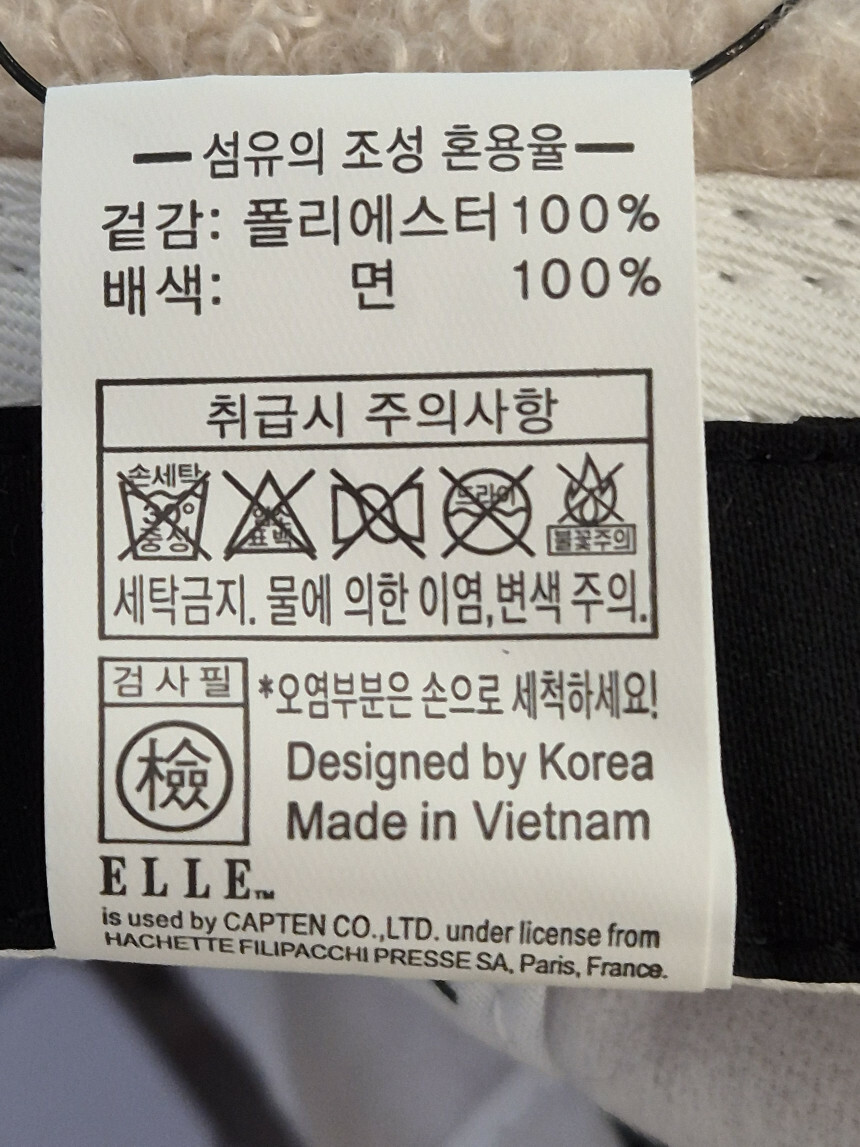 섬유의 조성 혼용율
겉감: 폴리에스터 100%
배색: 면 100%
취급시 주의사항
손세탁
30°
중성
염소
표백
드라이
불꽃주의
세탁금지. 물에 의한 이염,변색 주의.
검사필
檢
*오염부분은 손으로 세척하세요!
Designed by Korea
Made in Vietnam
ELLE™
is used by CAPTEN CO.,LTD. under license from
HACHETTE FILIPACCHI PRESSE SA, Paris, France.